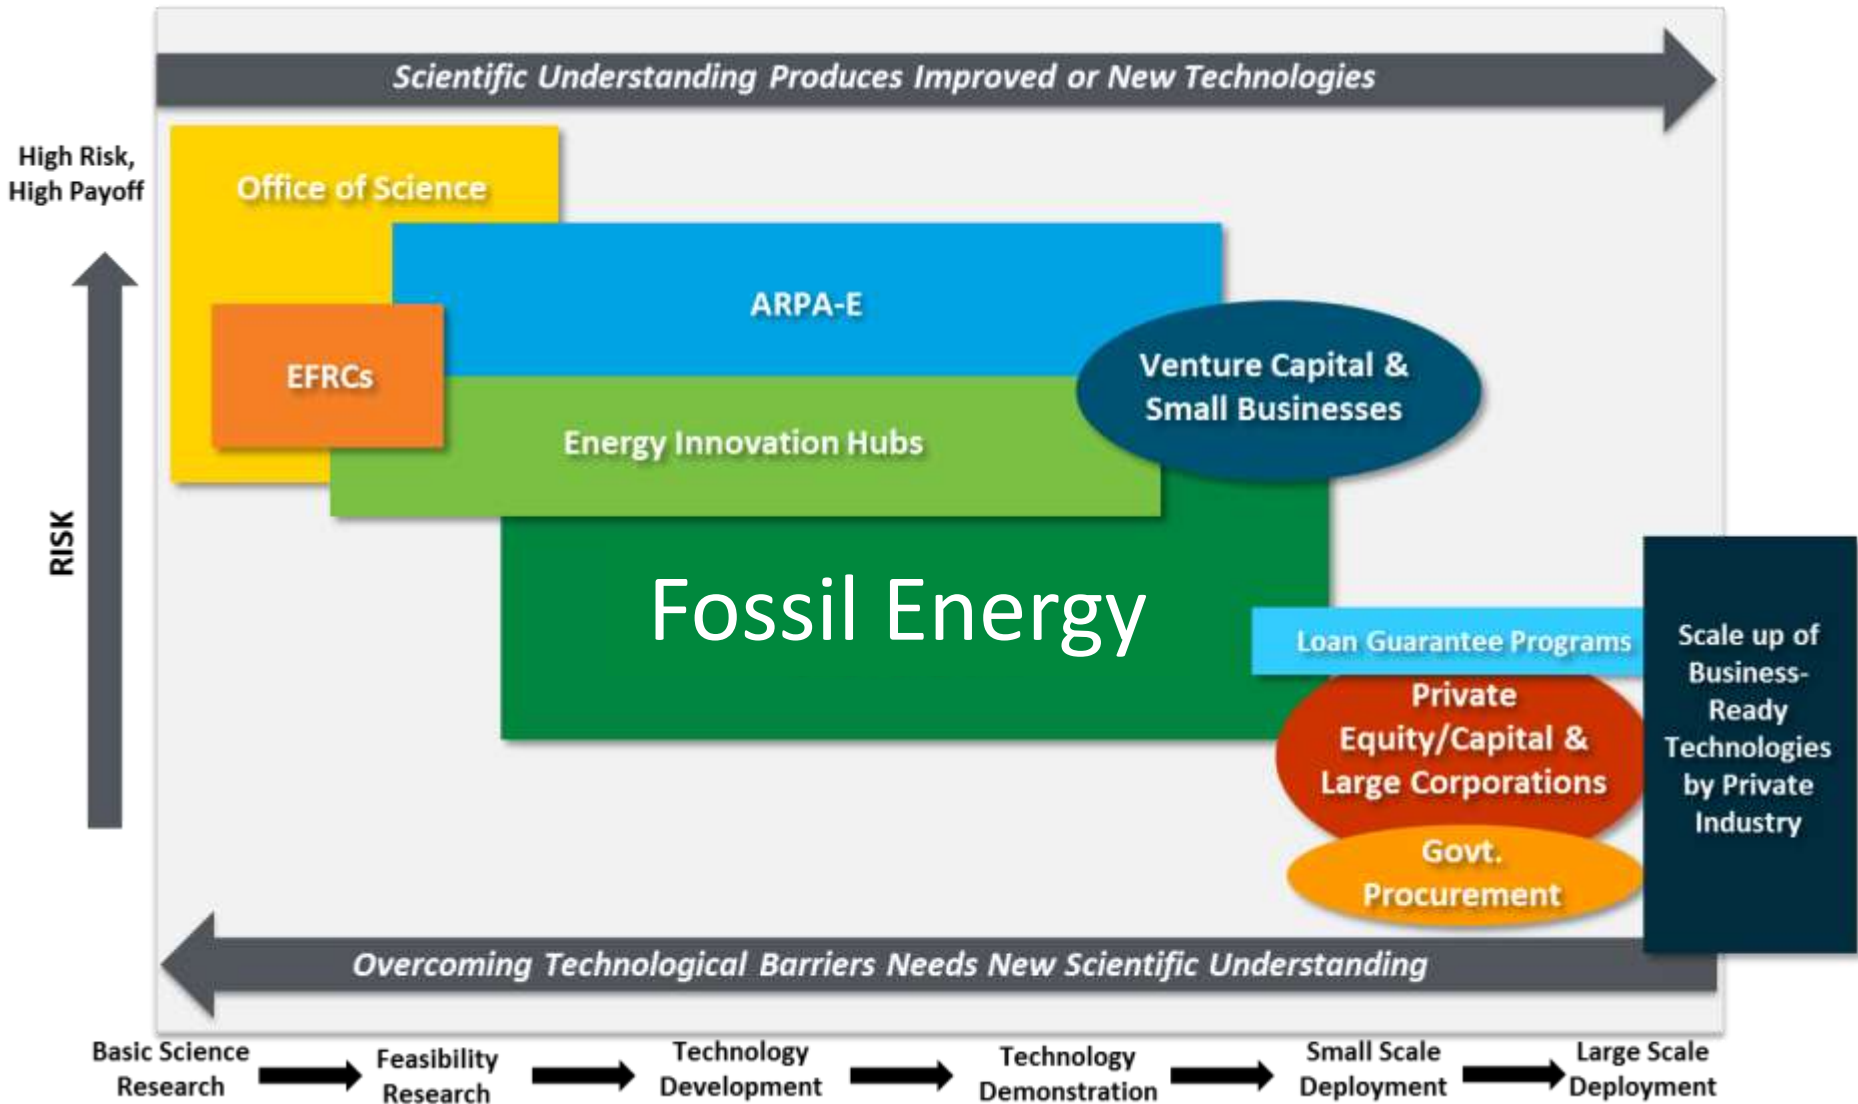 Scientific Understanding Produces Improved or New Technologies
High Risk,
High Payoff
Office of Science
ARPA-E
EFRCs
Venture Capital &
Small Businesses
Energy Innovation Hubs
RISK
Fossil Energy
Loan Guarantee Programs
Private
Equity/Capital &
Large Corporations
Govt.
Procurement
Scale up of
Business-
Ready
Technologies
by Private
Industry
Overcoming Technological Barriers Needs New Scientific Understanding
Basic Science
Research
Feasibility
Research
Technology
Development
Technology
Demonstration
Small Scale
Deployment
Large Scale
Deployment